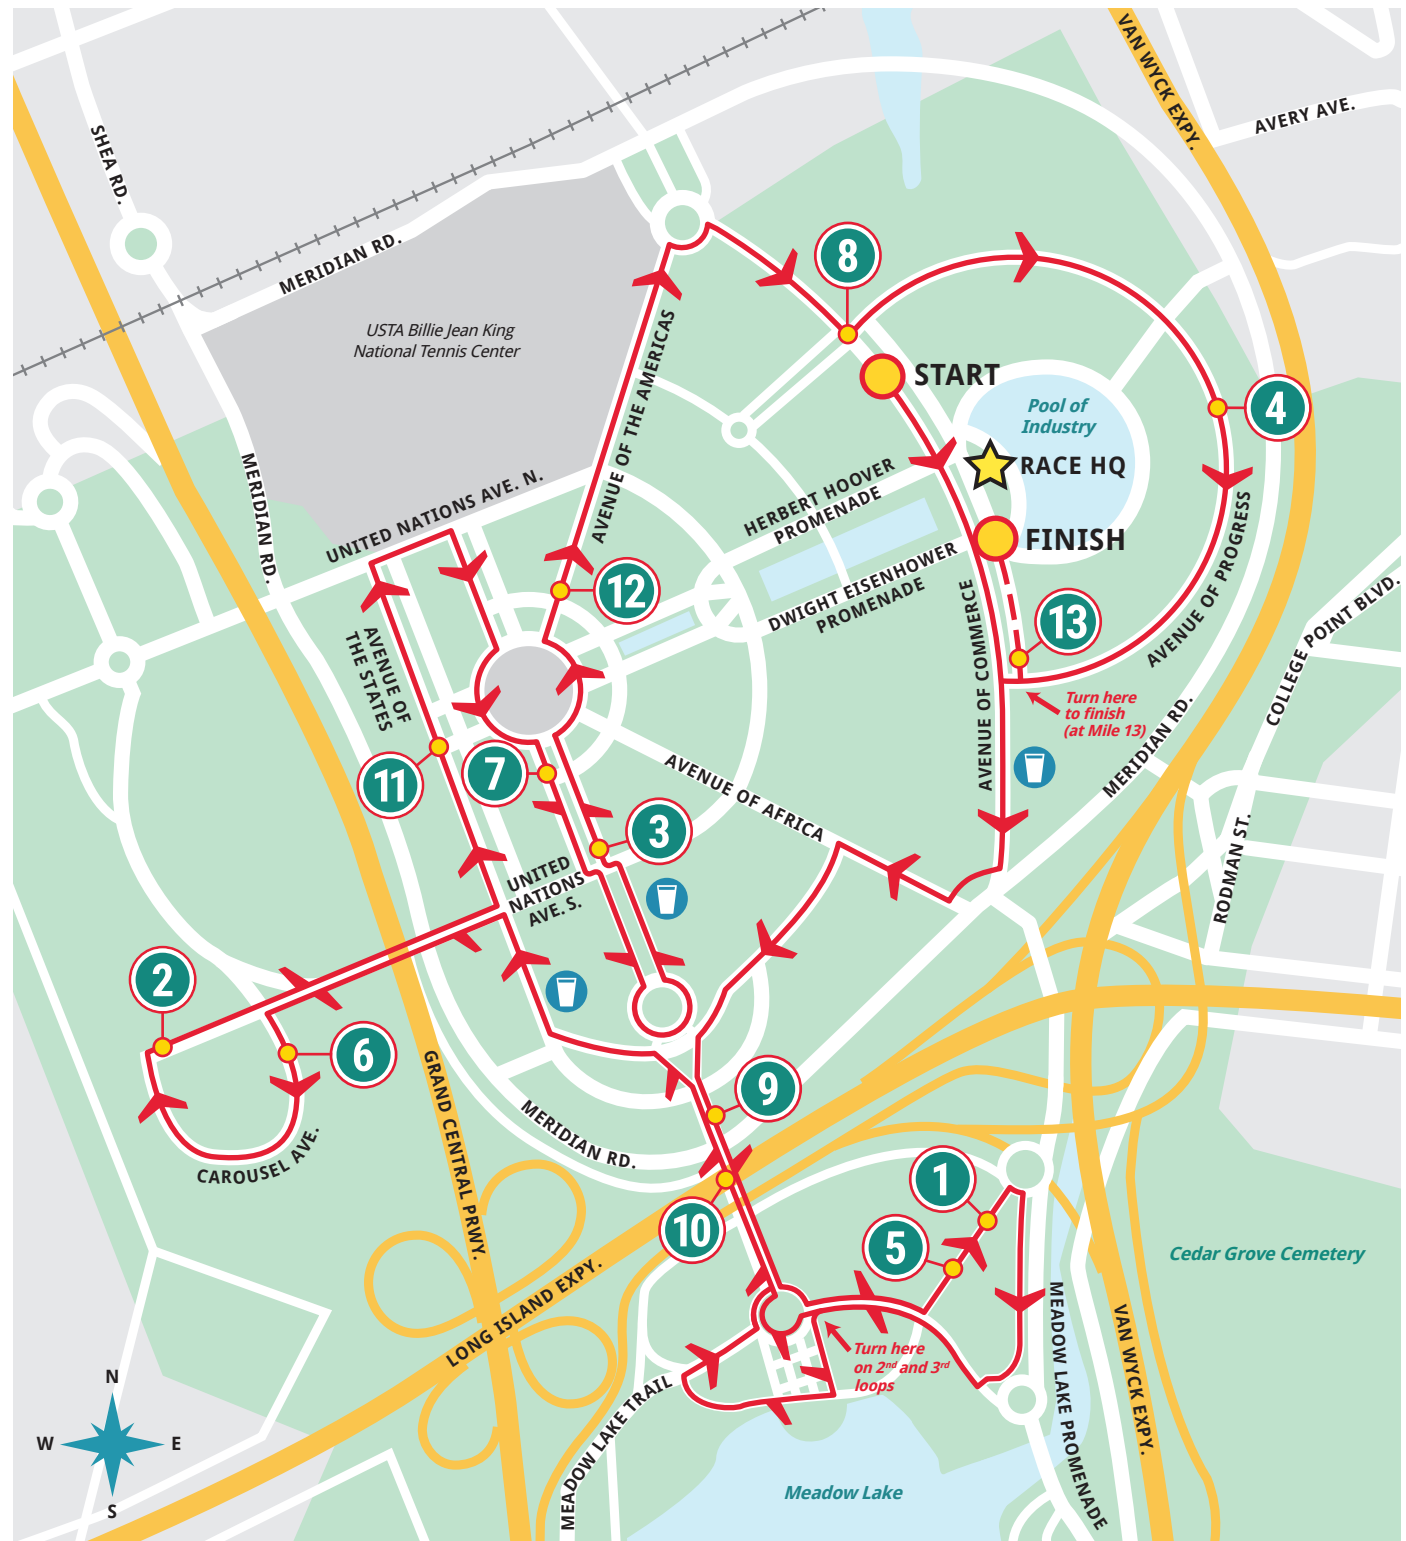 VAN WYCK EXPY.
AVERY AVE.
SHEA RD.
MERIDIAN RD.
8
USTA Billie Jean King
National Tennis Center
START
AVENUE OF THE AMERICAS
Pool of
Industry
4
RACE HQ
MERIDIAN RD.
UNITED NATIONS AVE. N.
HERBERT HOOVER
PROMENADE
FINISH
DWIGHT EISENHOWER
PROMENADE
AVENUE OF PROGRESS
12
13
AVENUE OF
THE STATES
AVENUE OF COMMERCE
COLLEGE POINT BLVD.
Turn here
to finish
(at Mile 13)
MERIDIAN RD.
11
7
AVENUE OF AFRICA
3
UNITED
NATIONS
AVE. S.
RODMAN ST.
2
6
9
GRAND CENTRAL PRWY.
MERIDIAN RD.
CAROUSEL AVE.
1
10
5
Cedar Grove Cemetery
LONG ISLAND EXPY.
MEADOW LAKE PROMENADE
VAN WYCK EXPY.
Turn here
on 2nd and 3rd
loops
MEADOW LAKE TRAIL
N
W
E
S
Meadow Lake